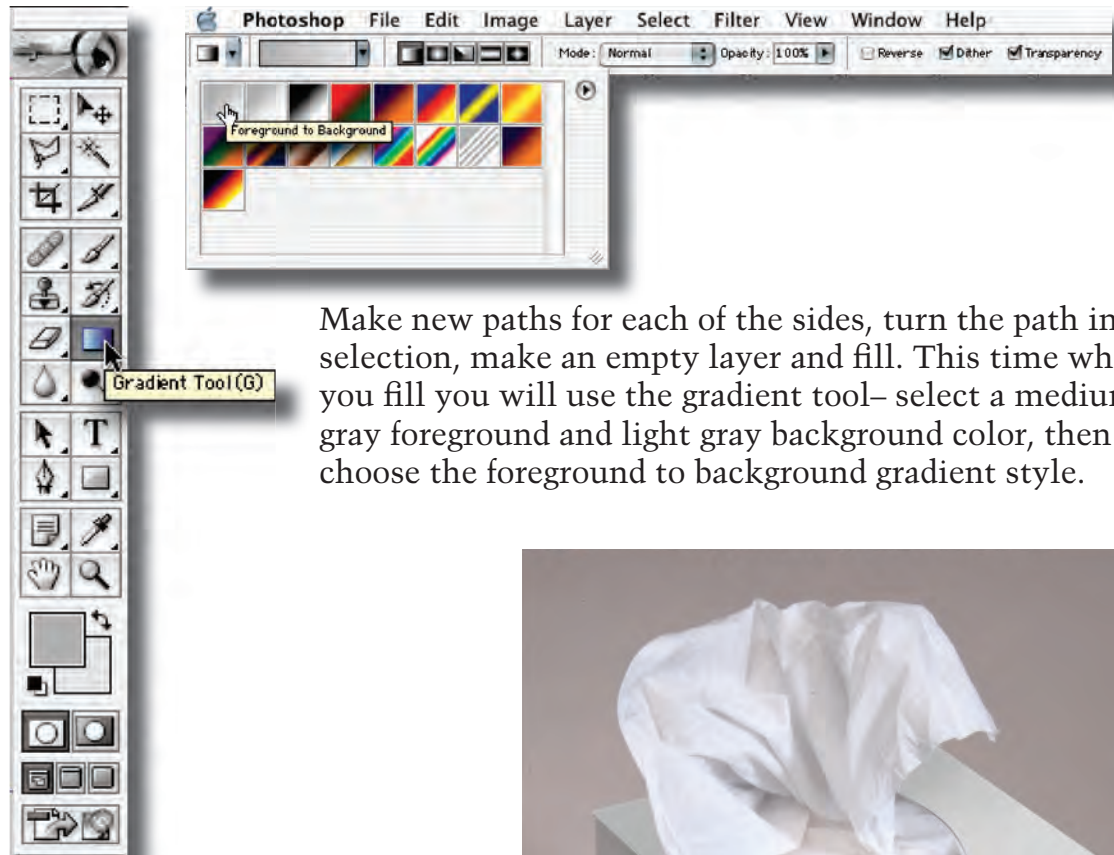 Photoshop File Edit Image Layer Select Filter View Window Help
Mode: Normal Opacity: 100% Reverse Dither Transparency
Foreground to Background
Gradient Tool (G)
T
Make new paths for each of the sides, turn the path in
selection, make an empty layer and fill. This time wh
you fill you will use the gradient tool– select a medium
gray foreground and light gray background color, then
choose the foreground to background gradient style.